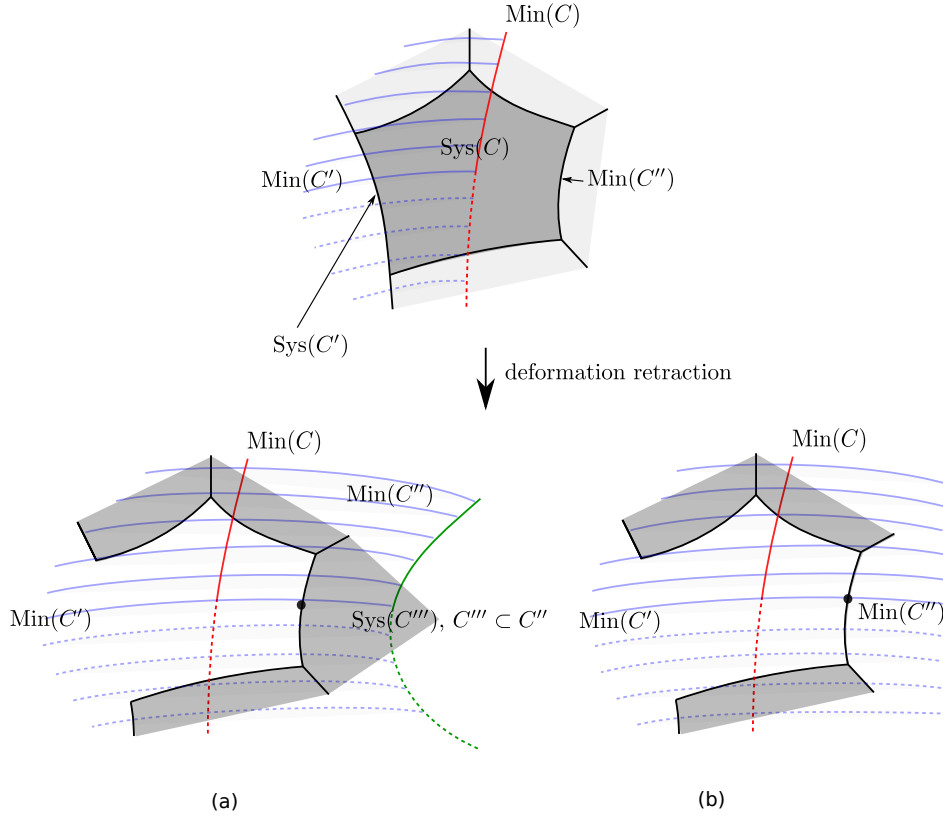 Min(C)
Sys(C)
Min(C′)
Min(C′′)
Sys(C′)
deformation retraction
Min(C)
Min(C′′)
Min(C′)
Sys(C′′′), C′′′ ⊂ C′′
(a)
Min(C)
Min(C′)
Min(C′′)
(b)